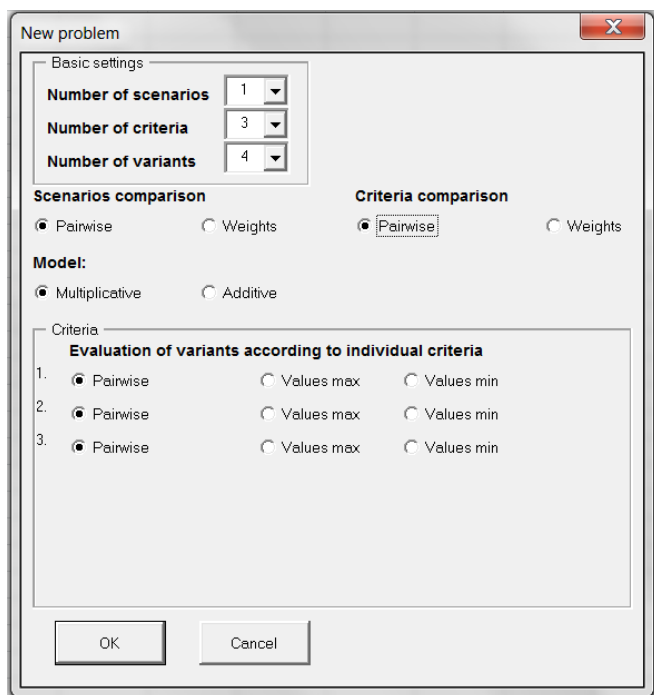 New problem
X
Basic settings
Number of scenarios 1
Number of criteria 3
Number of variants 4
Scenarios comparison Criteria comparison
Pairwise Weights Pairwise Weights
Model:
Multiplicative Additive
Criteria
Evaluation of variants according to individual criteria
1. Pairwise Values max Values min
2. Pairwise Values max Values min
3. Pairwise Values max Values min
OK Cancel